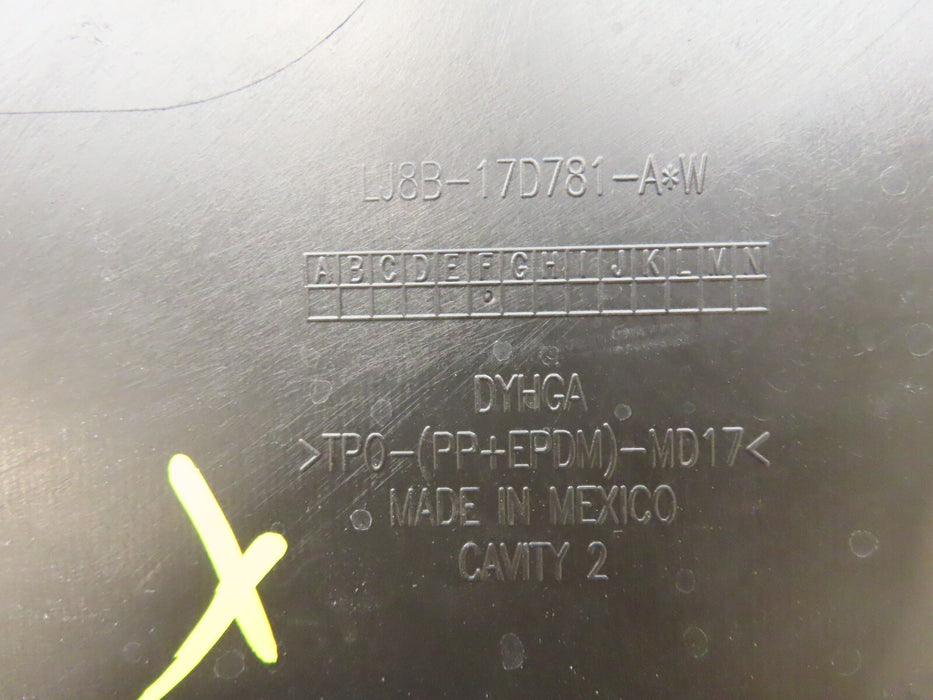 LJ8B-17D781-A*W
A B C D E F G H I J K L M N
DYHGA
>TPO-(PP+EPDM)-MD17<
MADE IN MEXICO
CAVITY 2